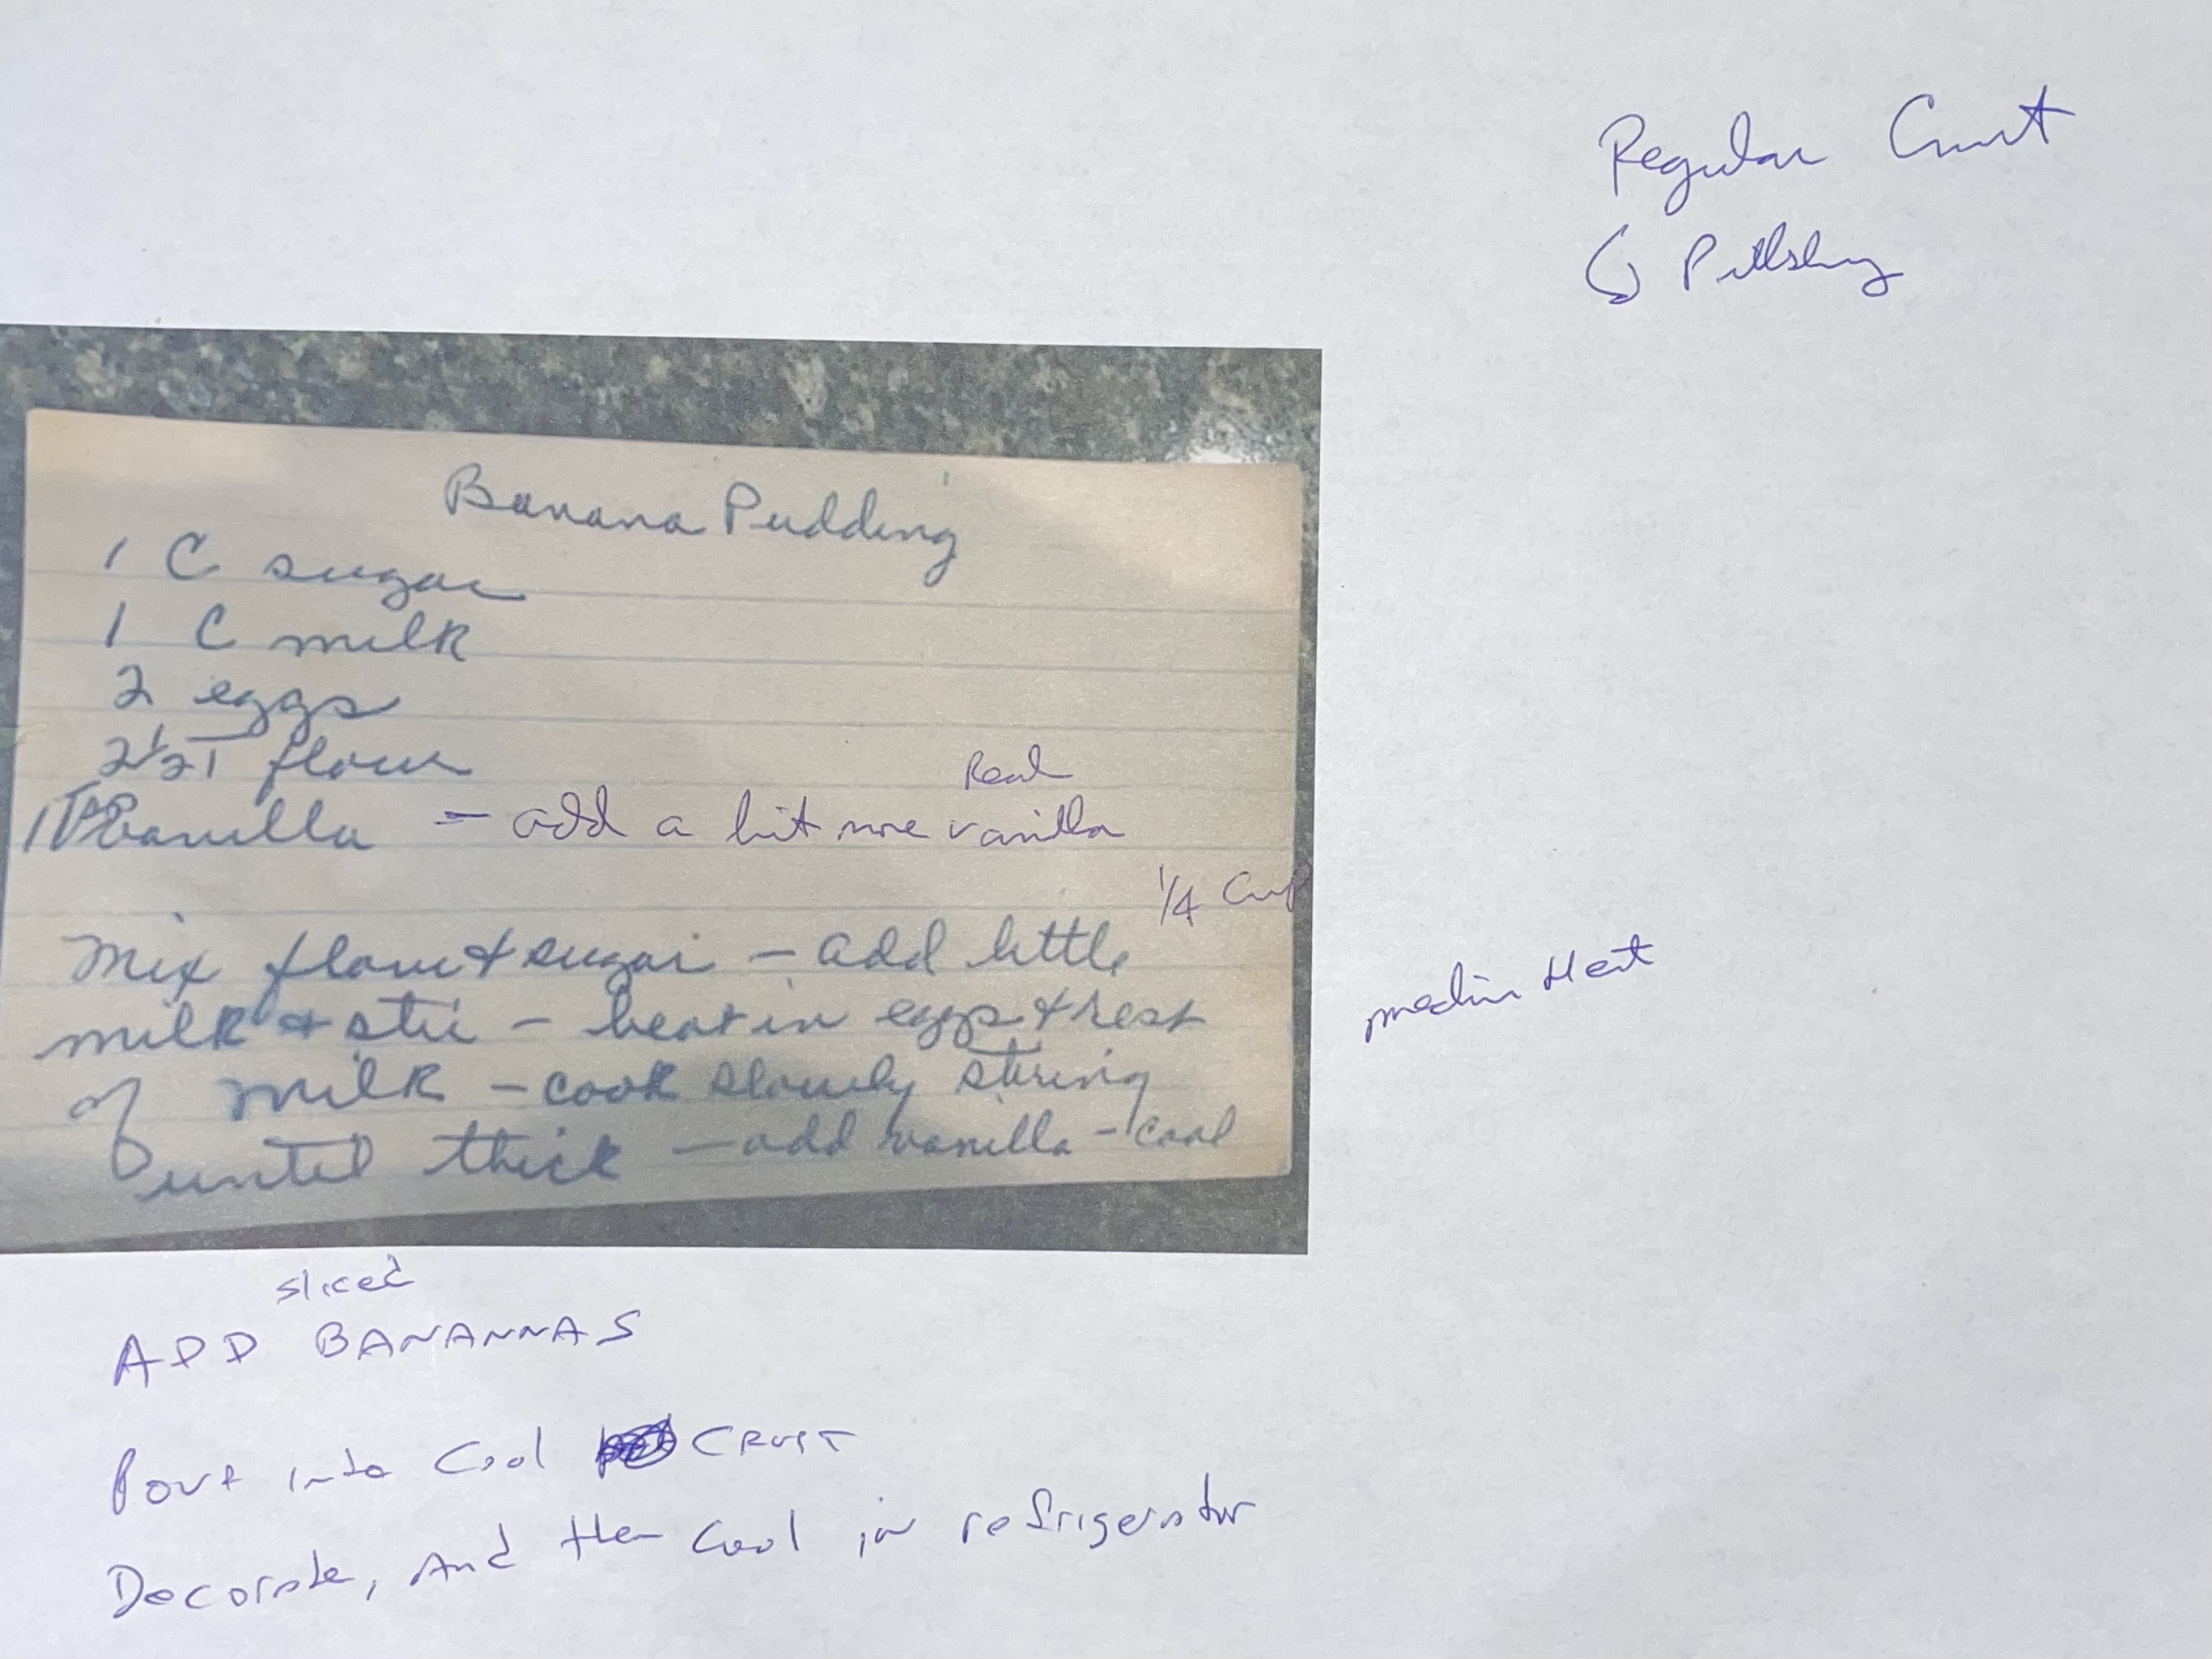 Regular Crust
Pillsbury
Banana Pudding
1 C sugar
1 C milk
2 eggs
2 1/2 T flour
Real
1 Vanilla - add a bit more vanilla
1/4 Cup
Mix flour & sugar - add little
milk & stir - beat in eggs & rest
medium Heat
of milk - cook slowly stiring
until thick - add vanilla - cool
sliced
ADD BANANNAS
Pour into Cool CRUST
Decorate, And then Cool in refrigerator